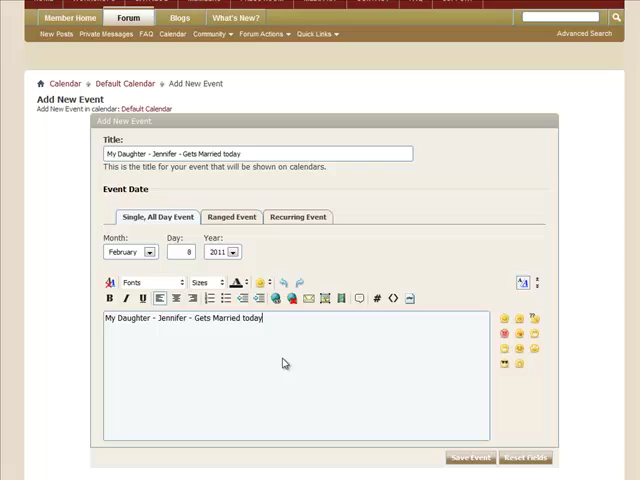 Member Home Forum Blogs What's New?
New Posts Private Messages FAQ Calendar Community Forum Actions Quick Links Advanced Search
Calendar Default Calendar Add New Event
Add New Event
Add New Event in calendar: Default Calendar
Add New Event
Title:
My Daughter - Jennifer - Gets Married today
This is the title for your event that will be shown on calendars.
Event Date
Single, All Day Event Ranged Event Recurring Event
Month: Day: Year:
February 8 2011
Fonts Sizes A
B I U # <>
My Daughter - Jennifer - Gets Married today
Save Event Reset Fields